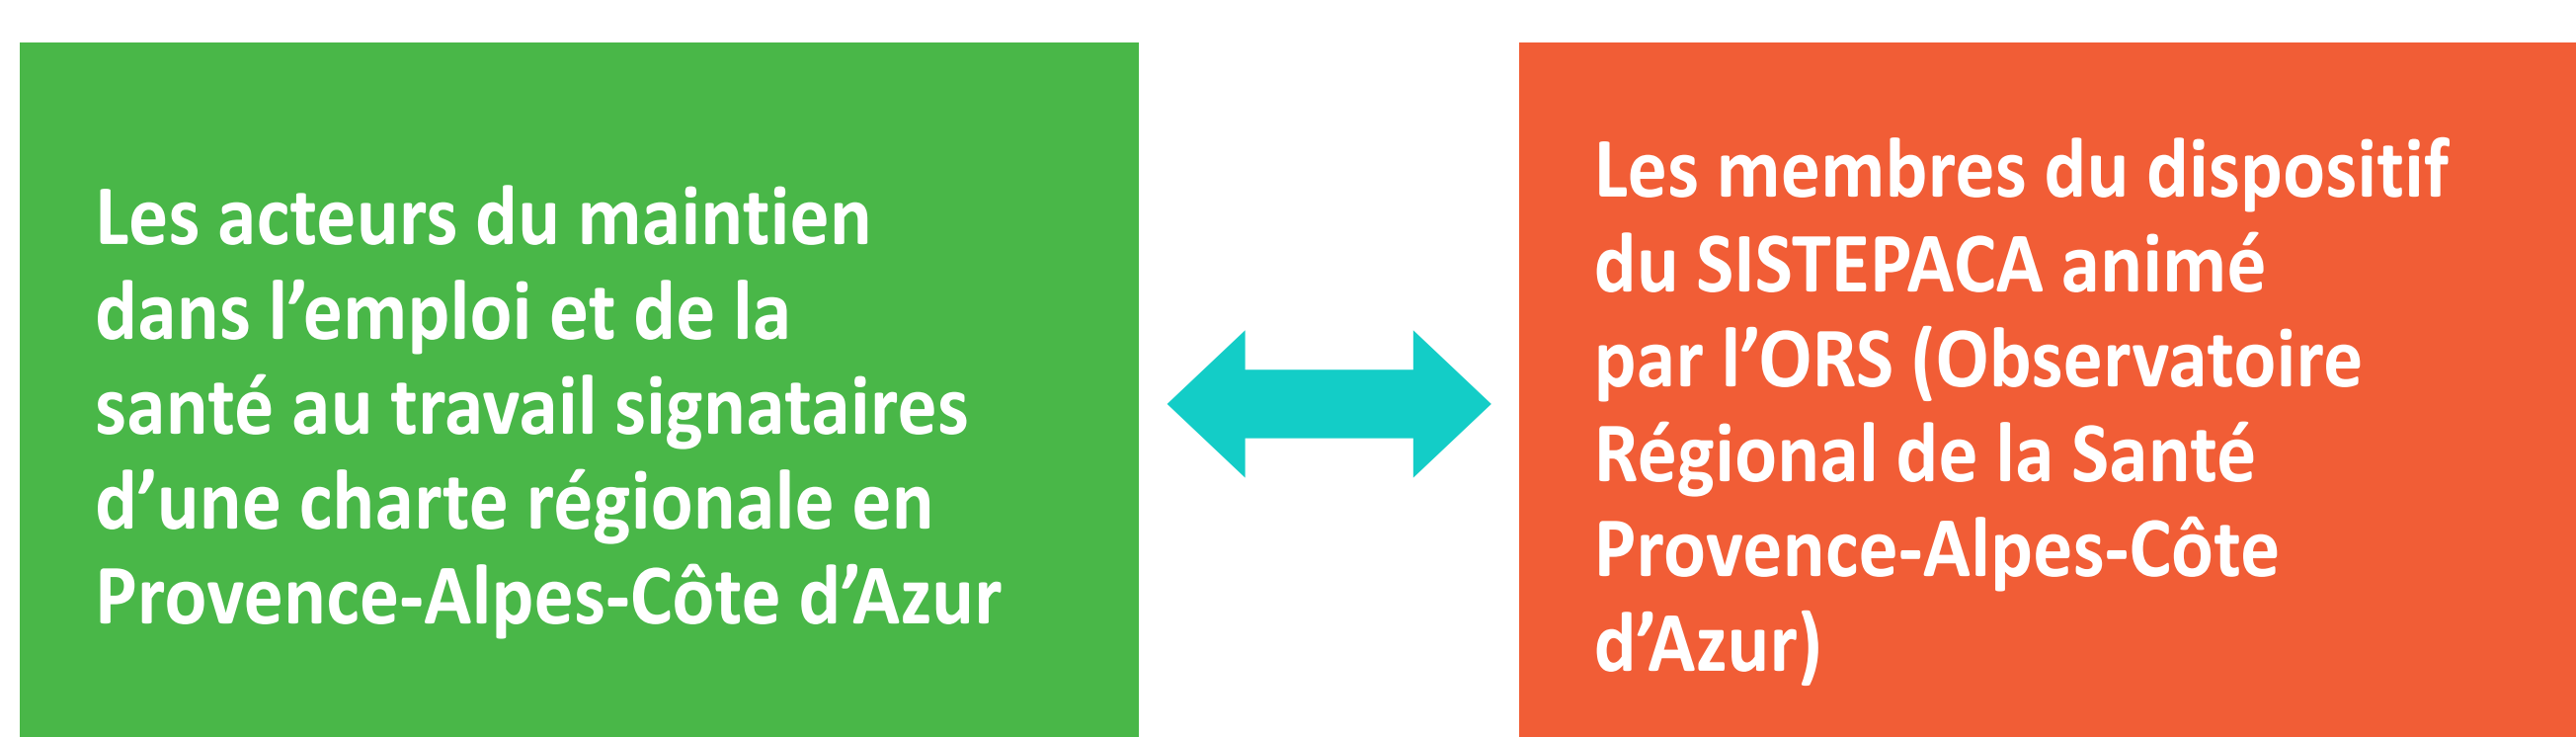 Les acteurs du maintien
dans l’emploi et de la
santé au travail signataires
d’une charte régionale en
Provence-Alpes-Côte d’Azur
Les membres du dispositif
du SISTEPACA animé
par l’ORS (Observatoire
Régional de la Santé
Provence-Alpes-Côte
d’Azur)